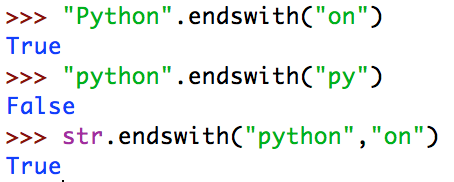 >>> "Python".endswith("on")
True
>>> "python".endswith("py")
False
>>> str.endswith("python","on")
True